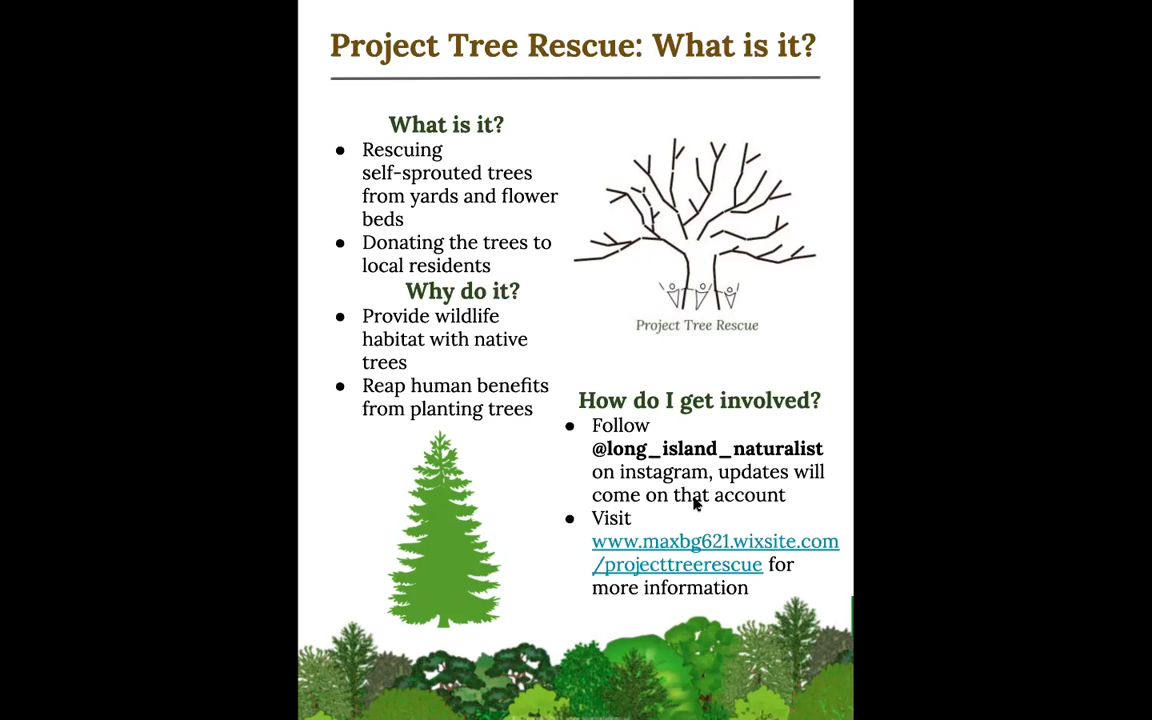 Project Tree Rescue: What is it?
What is it?
● Rescuing
self-sprouted trees
from yards and flower
beds
● Donating the trees to
local residents
Why do it?
● Provide wildlife
habitat with native
trees
● Reap human benefits
from planting trees
Project Tree Rescue
How do I get involved?
● Follow
@long_island_naturalist
on instagram, updates will
come on that account
● Visit
www.maxbg621.wixsite.com
/projecttreerescue for
more information